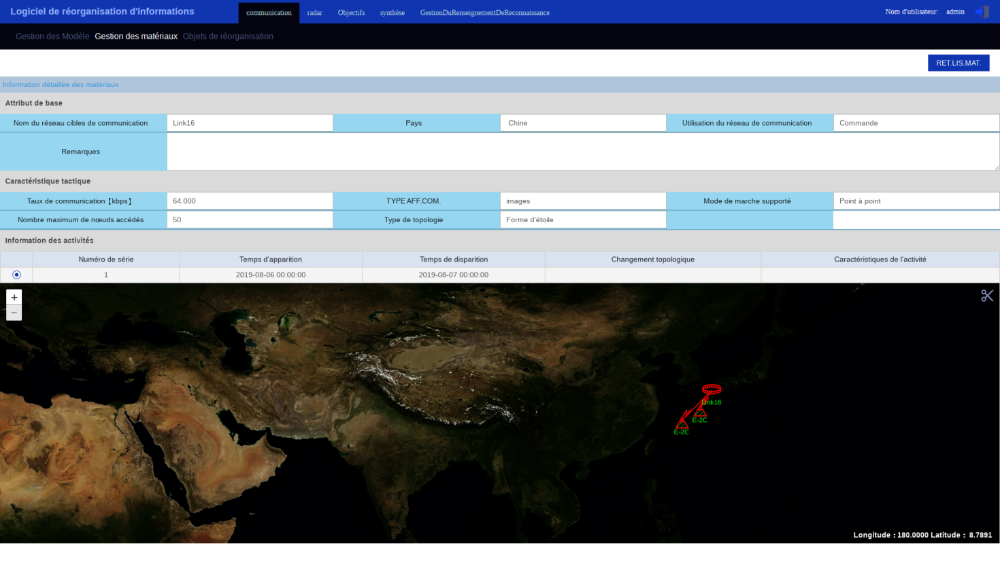 Logiciel de réorganisation d'informations communication radar Objectifs synthèse GestionDuRenseignementDeReconnaissance Nom d'utilisateur: admin
Gestion des Modèle Gestion des matériaux Objets de réorganisation
RET.LIS.MAT.
Information détaillée des matériaux
Attribut de base
Nom du réseau cibles de communication Link16 Pays Chine Utilisation du réseau de communication Commande
Remarques
Caractéristique tactique
Taux de communication【kbps】 64.000 TYPE AFF.COM. images Mode de marche supporté Point à point
Nombre maximum de nœuds accédés 50 Type de topologie Forme d'étoile
Information des activités
Numéro de série Temps d'apparition Temps de disparition Changement topologique Caractéristiques de l'activité
1 2019-08-06 00:00:00 2019-08-07 00:00:00
+
−
Link16
E-2C
E-2C
Longitude：180.0000 Latitude： 8.7891